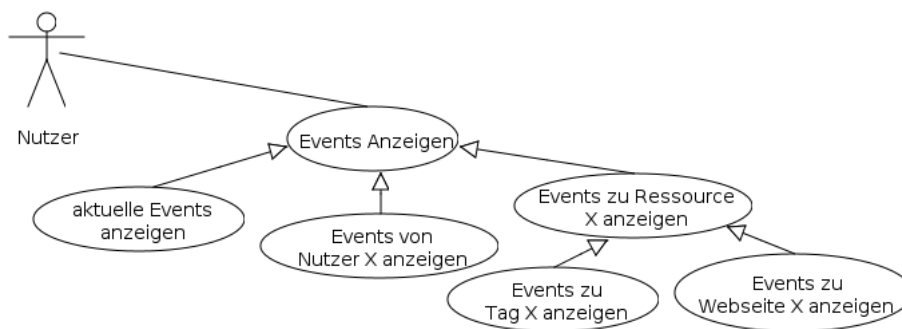 Nutzer
Events Anzeigen
aktuelle Events
anzeigen
Events von
Nutzer X anzeigen
Events zu Ressource
X anzeigen
Events zu
Tag X anzeigen
Events zu
Webseite X anzeigen